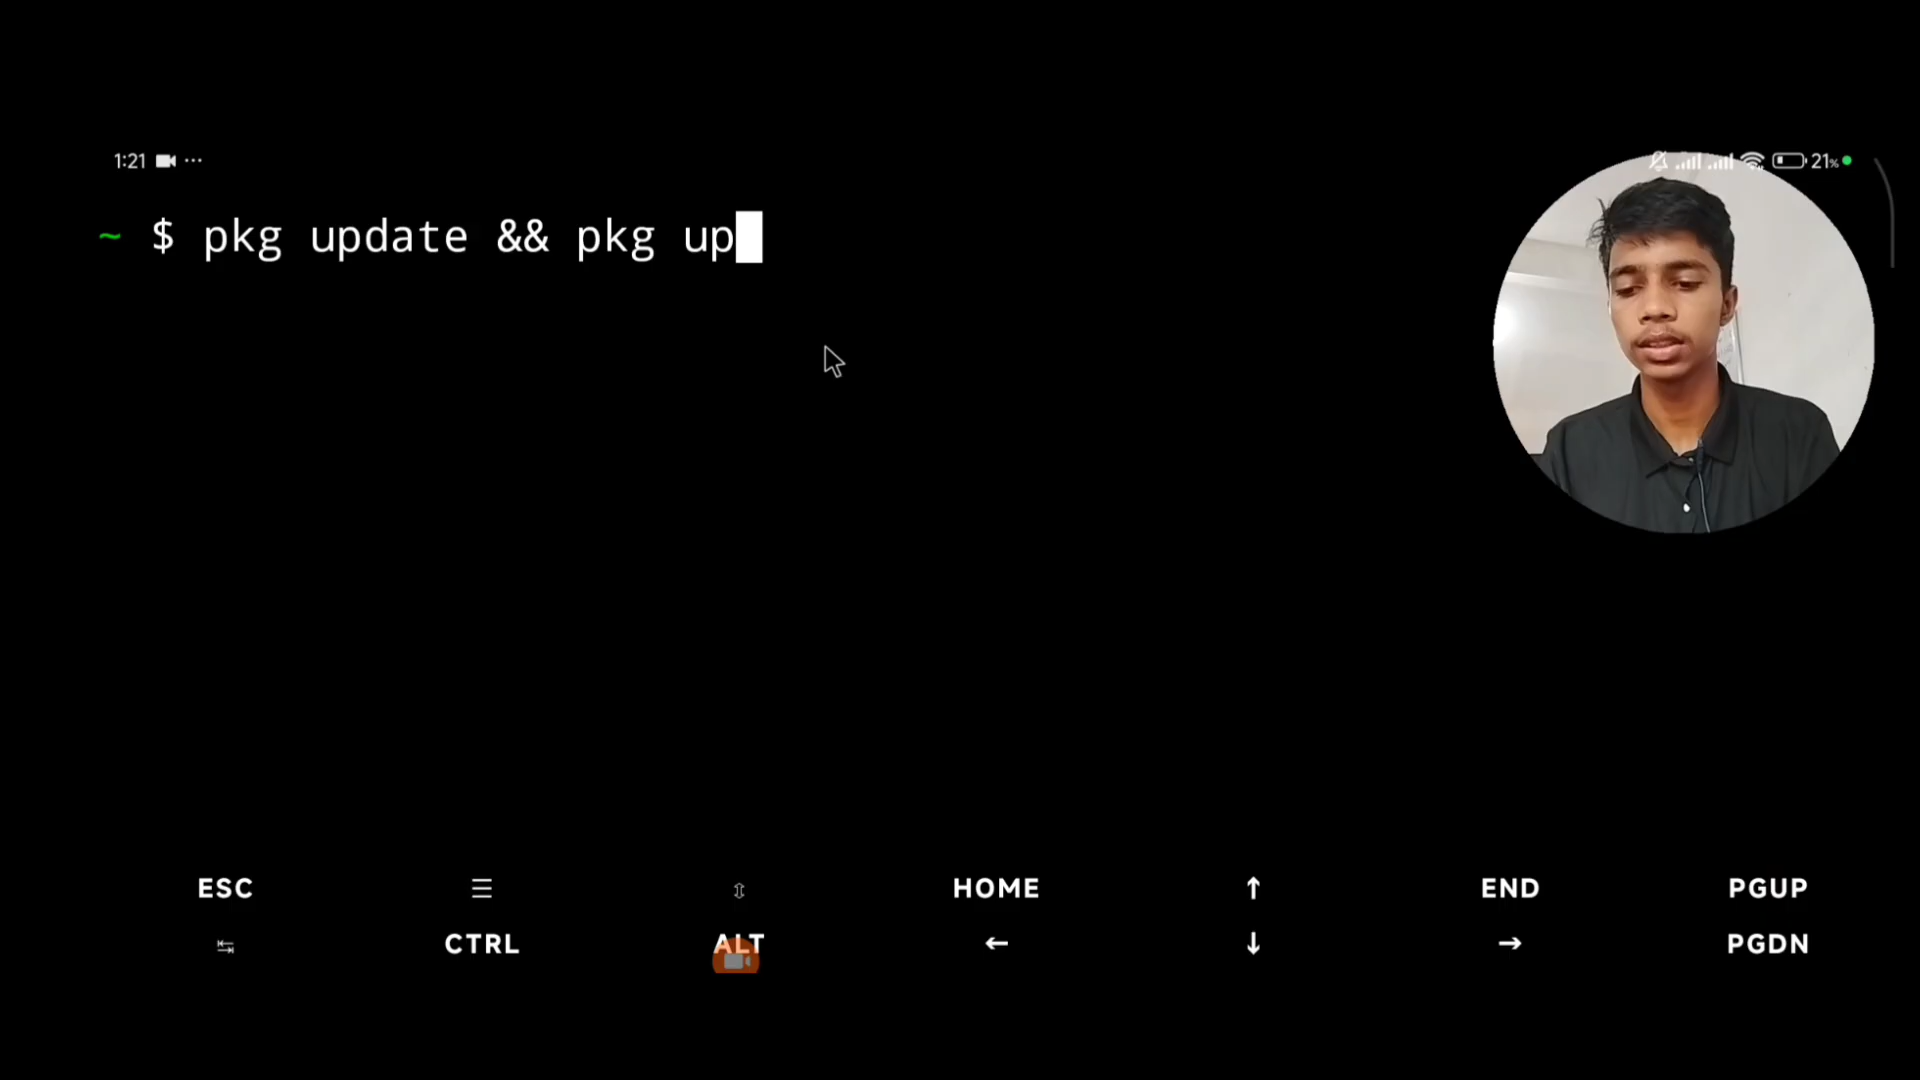 1:21 ...
21%
~ $ pkg update && pkg up
ESC ☰ ⇳ HOME ↑ END PGUP
↹ CTRL ALT ← ↓ → PGDN